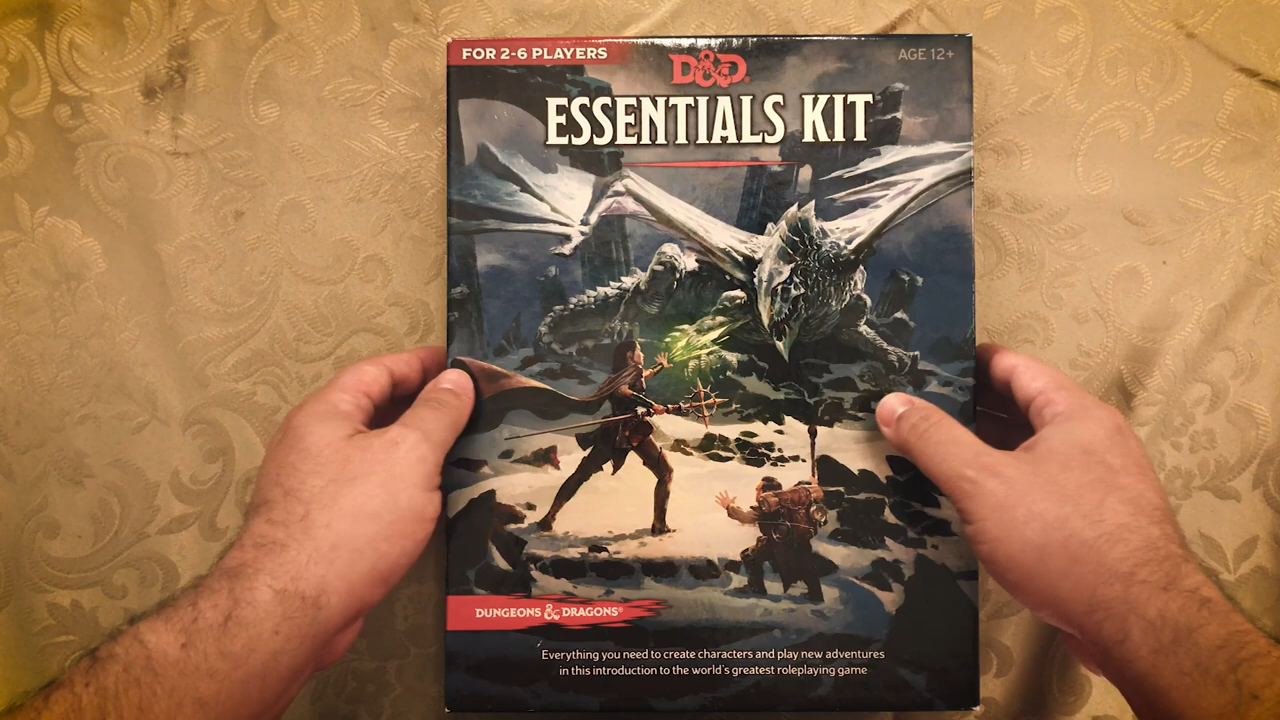 FOR 2-6 PLAYERS
AGE 12+
D&D®
ESSENTIALS KIT
DUNGEONS & DRAGONS®
Everything you need to create characters and play new adventures
in this introduction to the world's greatest roleplaying game